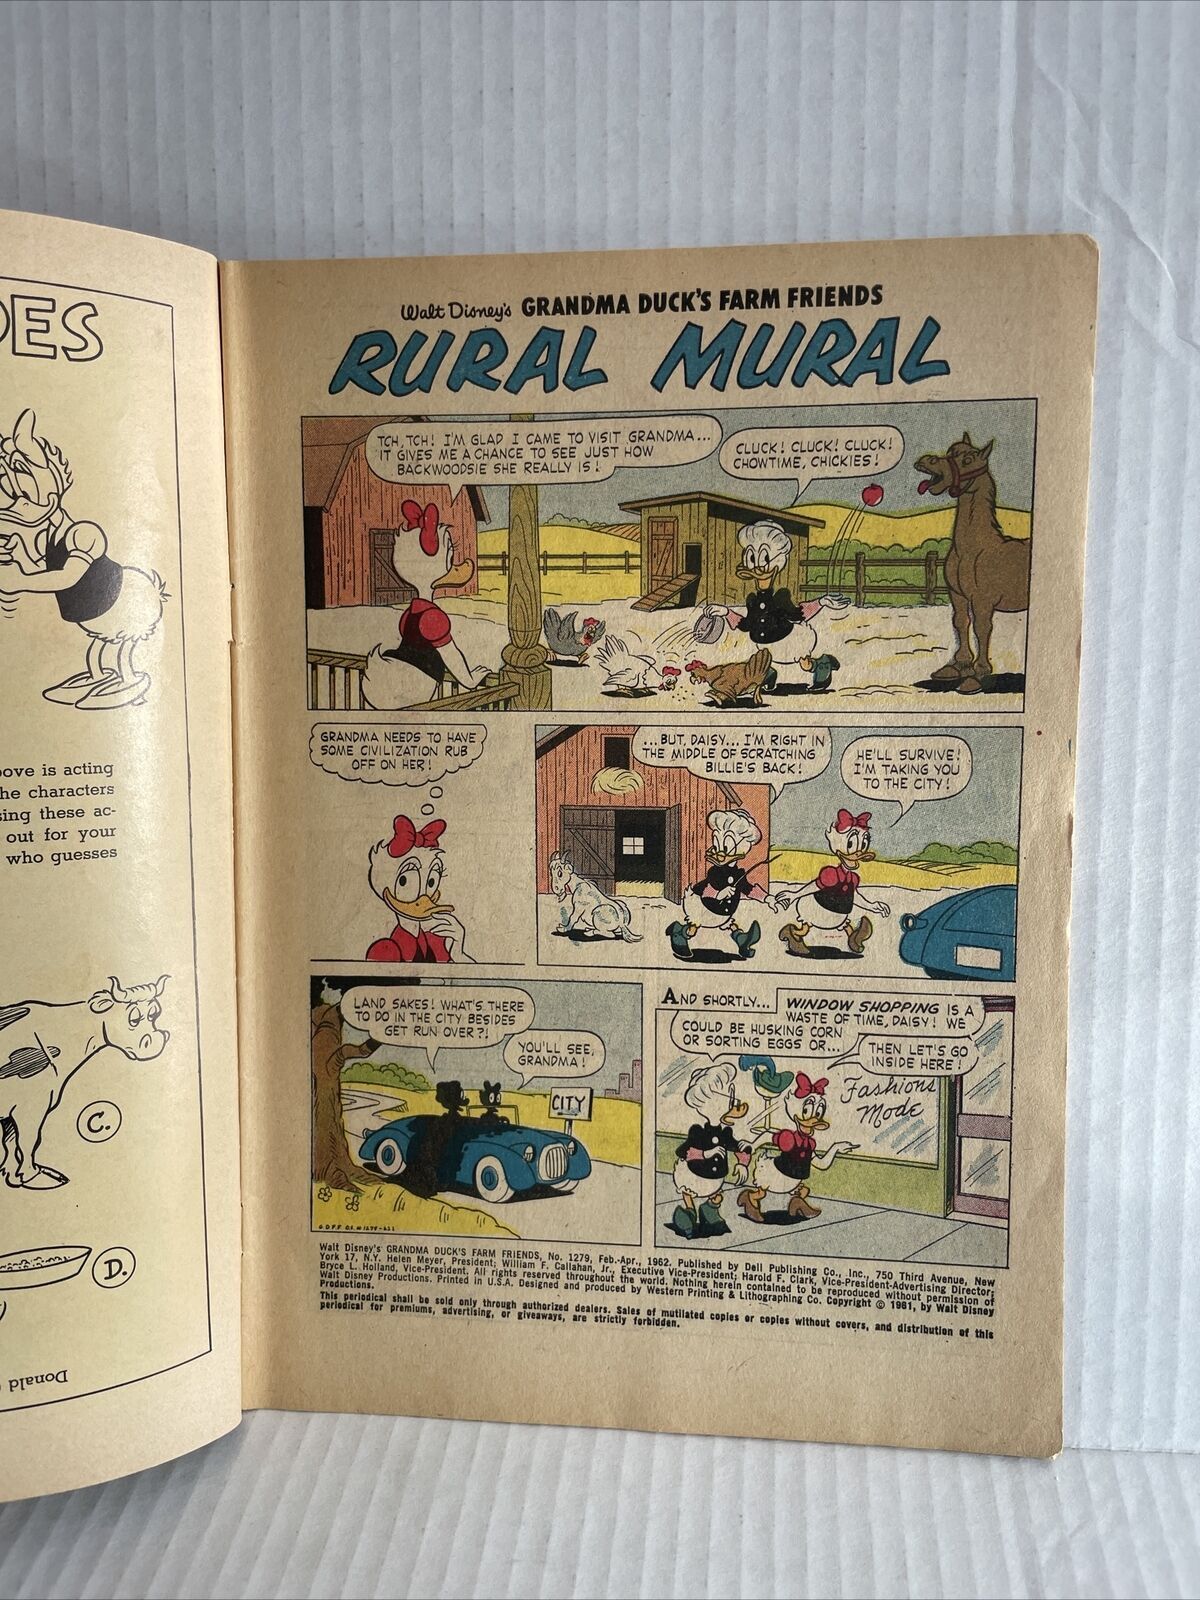 DES
ove is acting
he characters
sing these ac-
out for your
who guesses
C.
D.
Donald
Walt Disney's GRANDMA DUCK'S FARM FRIENDS
RURAL MURAL
TCH, TCH! I'M GLAD I CAME TO VISIT GRANDMA...
IT GIVES ME A CHANCE TO SEE JUST HOW
BACKWOODSIE SHE REALLY IS!
CLUCK! CLUCK! CLUCK!
CHOWTIME, CHICKIES!
GRANDMA NEEDS TO HAVE
SOME CIVILIZATION RUB
OFF ON HER!
...BUT, DAISY... I'M RIGHT IN
THE MIDDLE OF SCRATCHING
BILLIE'S BACK!
HE'LL SURVIVE!
I'M TAKING YOU
TO THE CITY!
LAND SAKES! WHAT'S THERE
TO DO IN THE CITY BESIDES
GET RUN OVER?!
YOU'LL SEE,
GRANDMA!
CITY
G.D.F.F. O.S. #1279-621
AND SHORTLY...
WINDOW SHOPPING IS A
WASTE OF TIME, DAISY! WE
COULD BE HUSKING CORN
OR SORTING EGGS OR...
THEN LET'S GO
INSIDE HERE!
Fashions
Mode
Walt Disney's GRANDMA DUCK'S FARM FRIENDS, No. 1279, Feb.-Apr., 1962. Published by Dell Publishing Co., Inc., 750 Third Avenue, New
York 17, N.Y. Helen Meyer, President; William F. Callahan, Jr., Executive Vice-President; Harold F. Clark, Vice-President-Advertising Director;
Bryce L. Holland, Vice-President. All rights reserved throughout the world. Nothing herein contained to be reproduced without permission of
Walt Disney Productions. Printed in U.S.A. Designed and produced by Western Printing & Lithographing Co. Copyright © 1961, by Walt Disney
Productions.
This periodical shall be sold only through authorized dealers. Sales of mutilated copies or copies without covers, and distribution of this
periodical for premiums, advertising, or giveaways, are strictly forbidden.